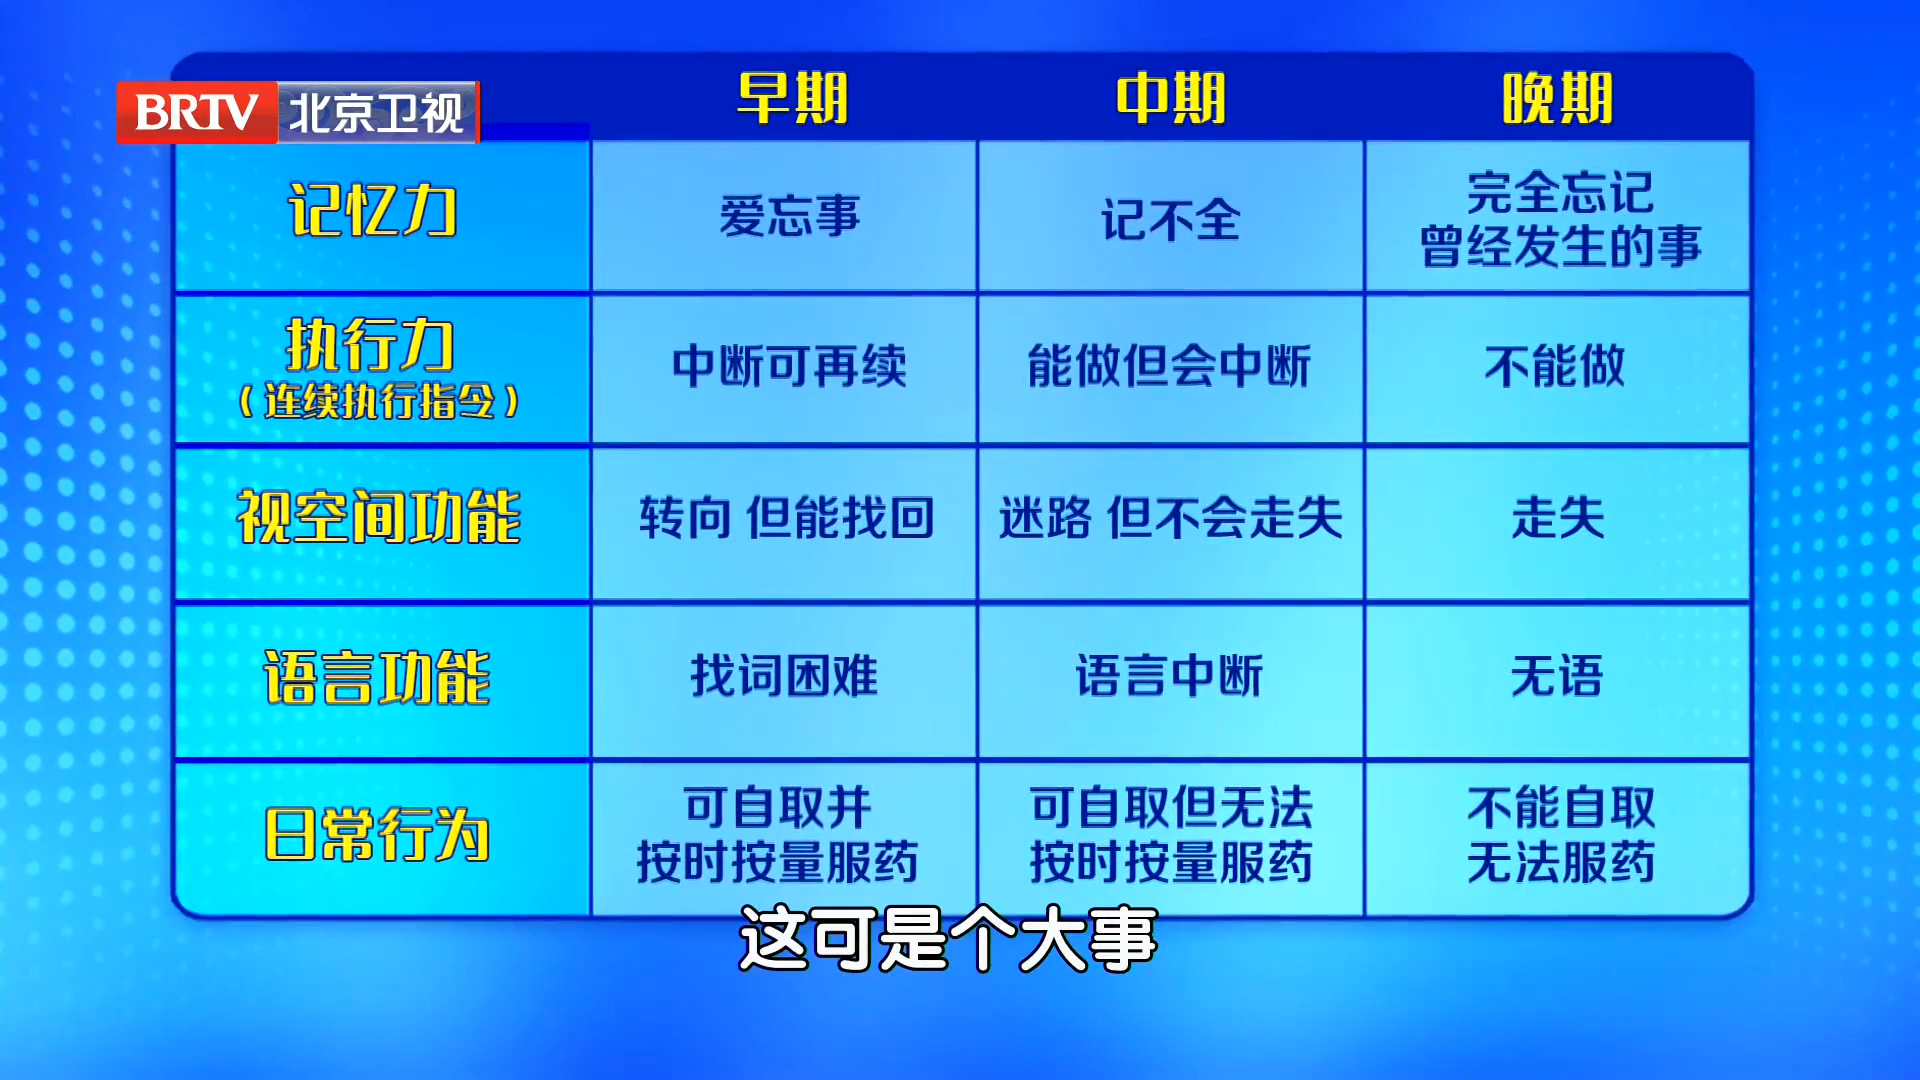 BRTV 北京卫视
早期 中期 晚期
记忆力 爱忘事 记不全 完全忘记
曾经发生的事
执行力
（连续执行指令） 中断可再续 能做但会中断 不能做
视空间功能 转向 但能找回 迷路 但不会走失 走失
语言功能 找词困难 语言中断 无语
日常行为 可自取并
按时按量服药 可自取但无法
按时按量服药 不能自取
无法服药
这可是个大事